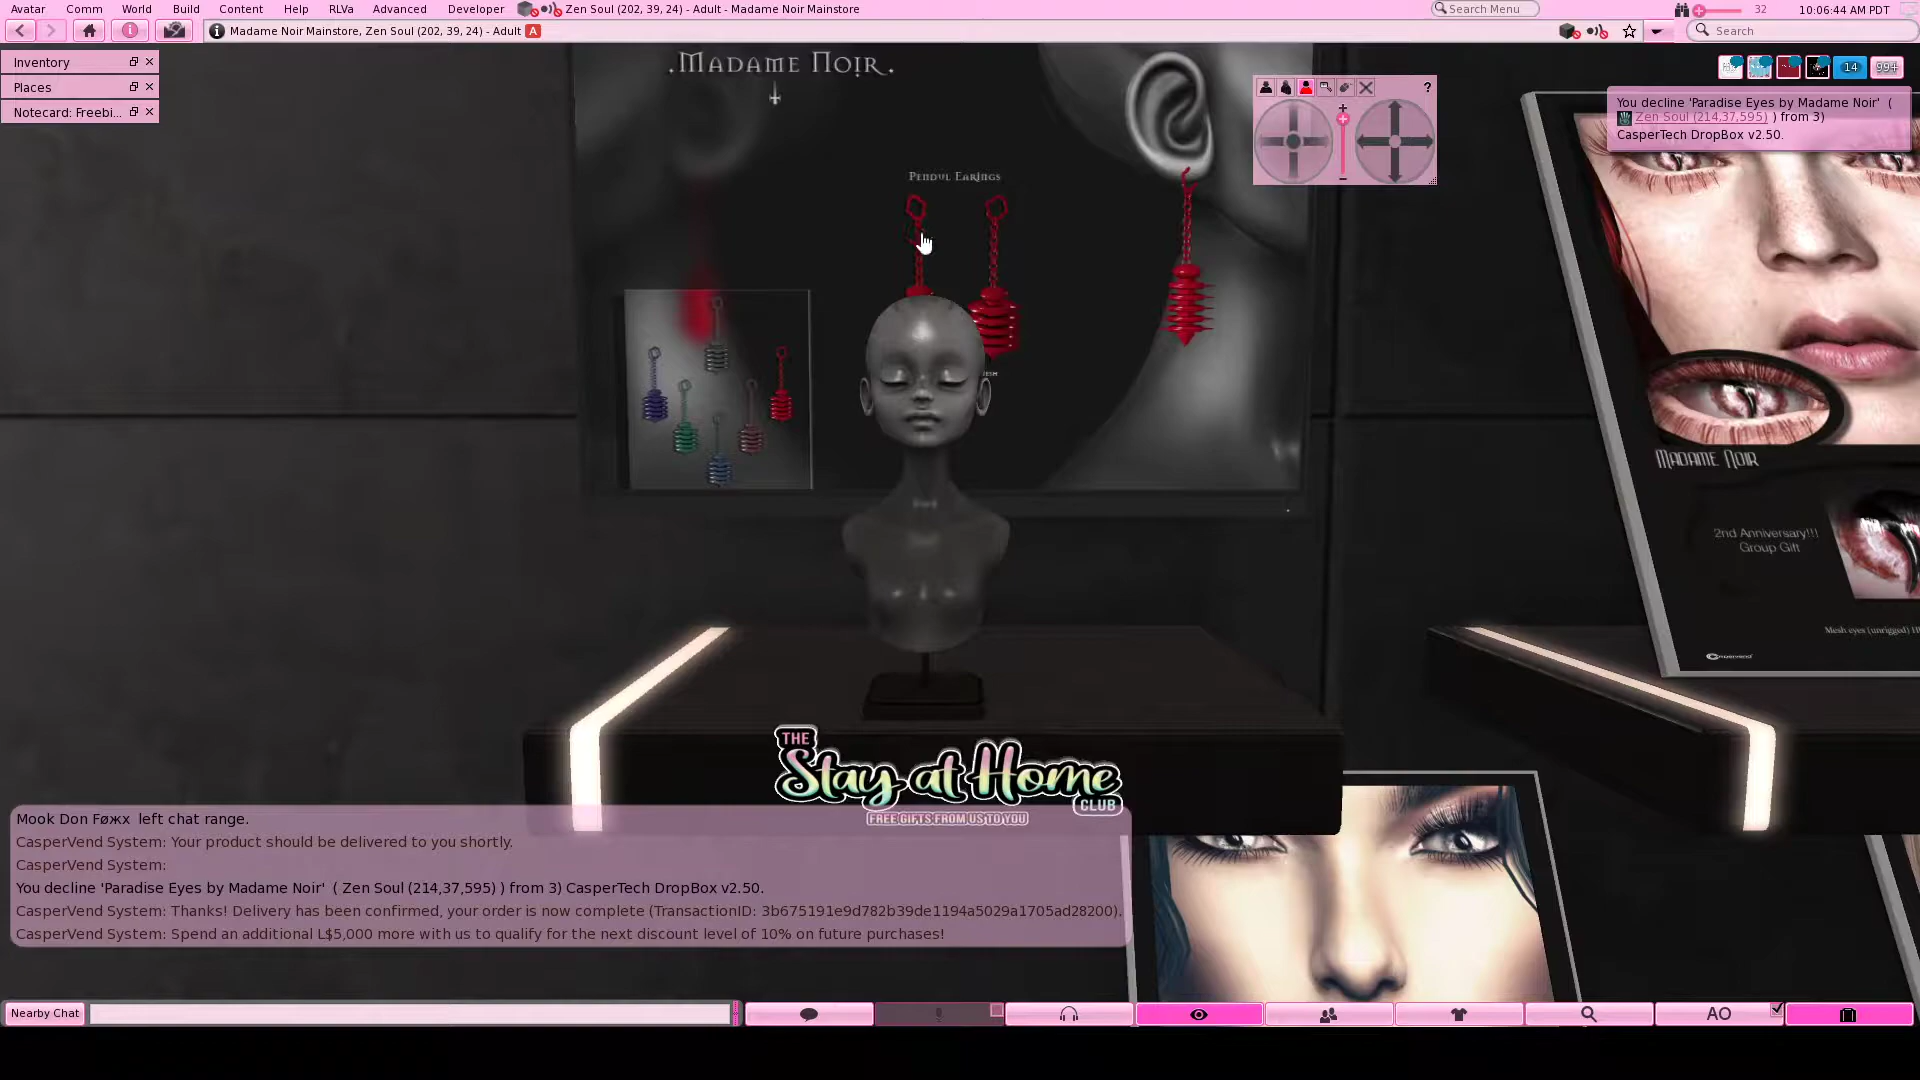 Avatar Comm World Build Content Help RLVa Advanced Developer Zen Soul (202, 39, 24) - Adult - Madame Noir Mainstore Search Menu 32 10:06:44 AM PDT
Madame Noir Mainstore, Zen Soul (202, 39, 24) - Adult A Search
Inventory
Places
Notecard: Freebi...
14 99+
You decline 'Paradise Eyes by Madame Noir' (
Zen Soul (214,37,595) ) from 3)
CasperTech DropBox v2.50.
?
.Madame Noir.
Pendul Earings
Madame Noir
2nd Anniversary!!!
Group Gift
Mesh eyes (unrigged)
THE
Stay at Home
CLUB
FREE GIFTS FROM US TO YOU
Mook Don Føжx left chat range.
CasperVend System: Your product should be delivered to you shortly.
CasperVend System:
You decline 'Paradise Eyes by Madame Noir' ( Zen Soul (214,37,595) ) from 3) CasperTech DropBox v2.50.
CasperVend System: Thanks! Delivery has been confirmed, your order is now complete (TransactionID: 3b675191e9d782b39de1194a5029a1705ad28200).
CasperVend System: Spend an additional L$5,000 more with us to qualify for the next discount level of 10% on future purchases!
Nearby Chat AO